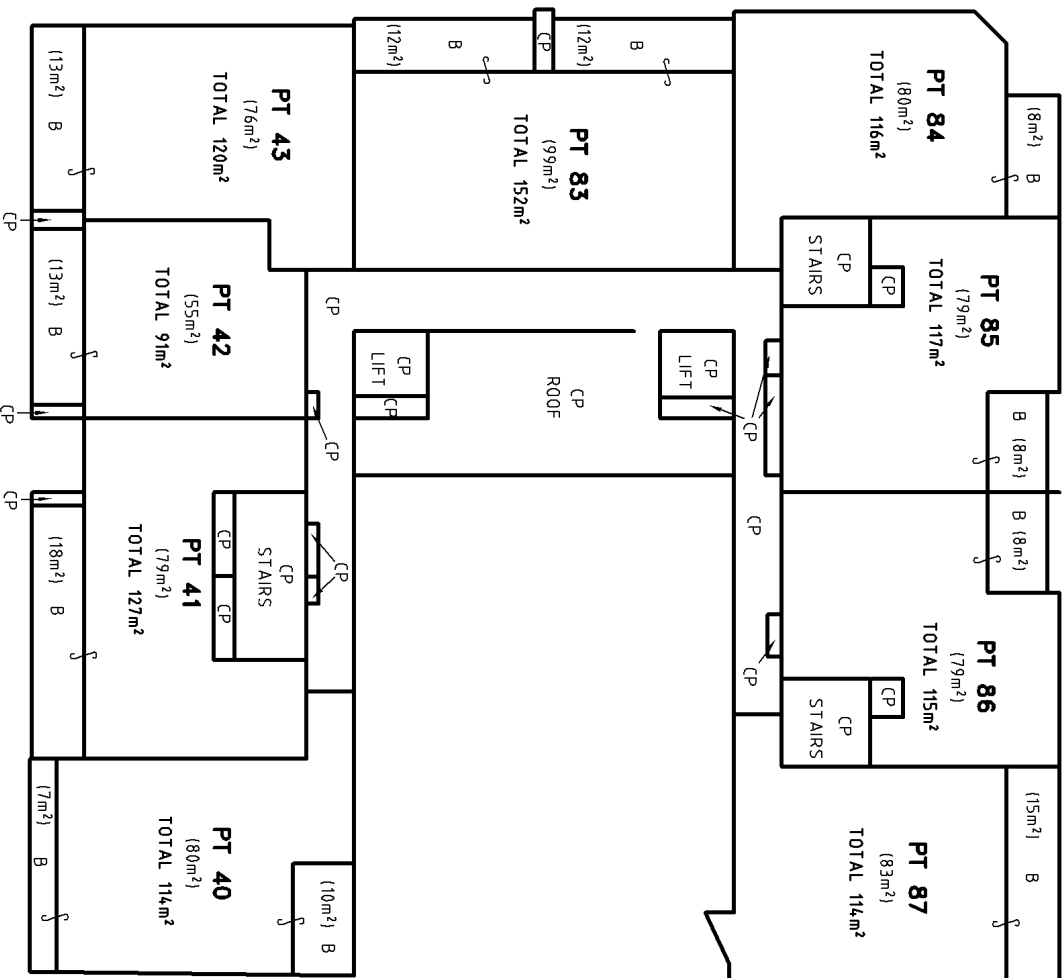 (8m²) B
PT 84
(80m²)
TOTAL 116m²
CP
STAIRS
CP
PT 85
(79m²)
TOTAL 117m²
B (8m²)
B (8m²)
PT 86
(79m²)
TOTAL 115m²
CP
CP
STAIRS
(15m²) B
PT 87
(83m²)
TOTAL 114m²
(12m²) B
CP
(12m²) B
PT 83
(99m²)
TOTAL 152m²
CP
LIFT
CP
CP
CP
CP
CP
ROOF
CP
LIFT
CP
CP
PT 43
(76m²)
TOTAL 120m²
(13m²) B
CP
PT 42
(55m²)
TOTAL 91m²
(13m²) B
CP
CP
CP
CP
STAIRS
CP
CP
PT 41
(79m²)
TOTAL 127m²
CP
(18m²) B
PT 40
(80m²)
TOTAL 114m²
(10m²) B
(7m²) B